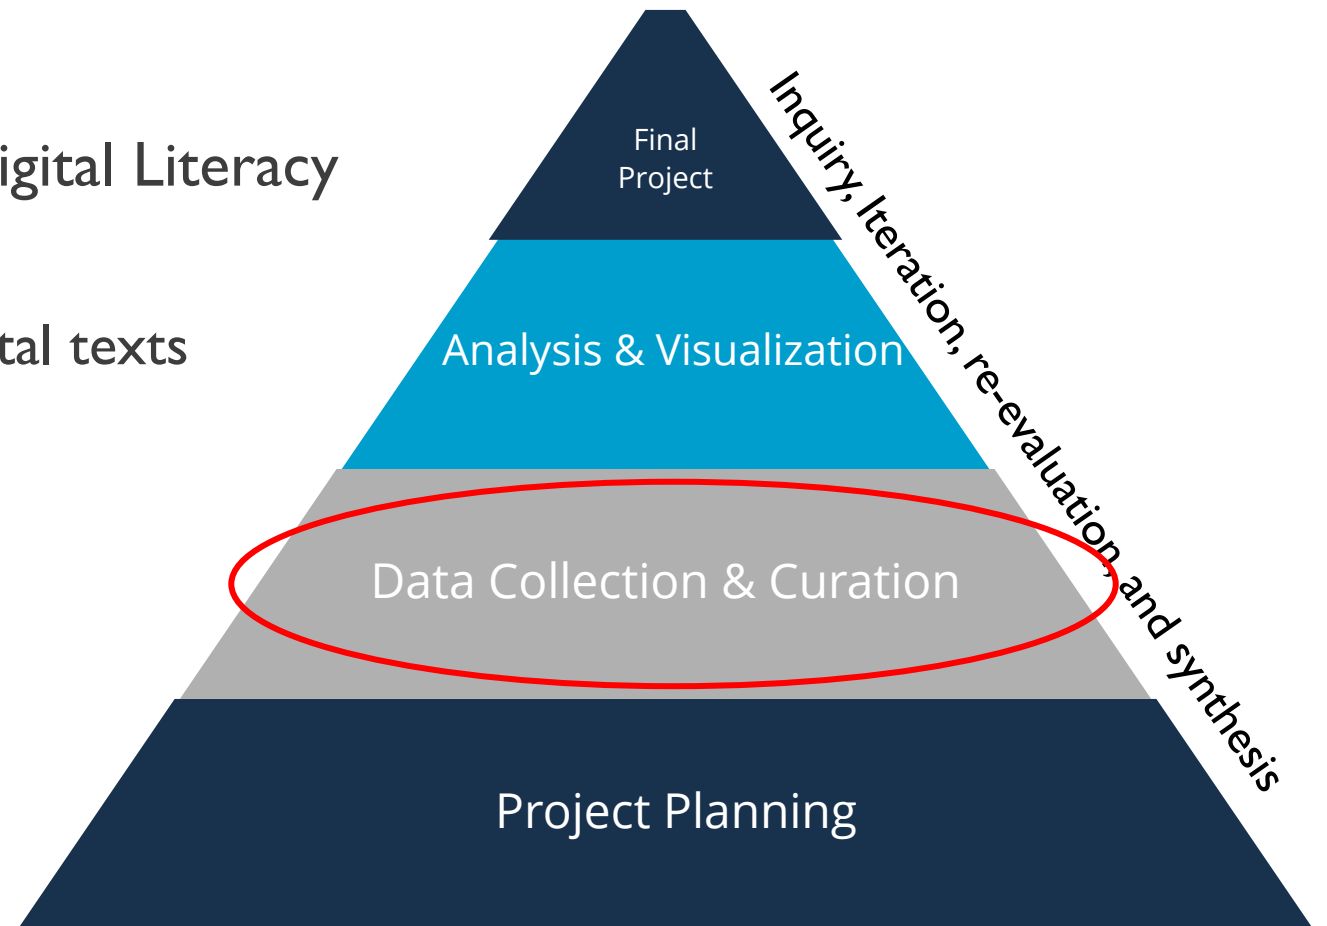 Final
Project
igital Literacy
tal texts
Analysis & Visualization
Data Collection & Curation
Project Planning
Inquiry, Iteration, re-evaluation, and synthesis